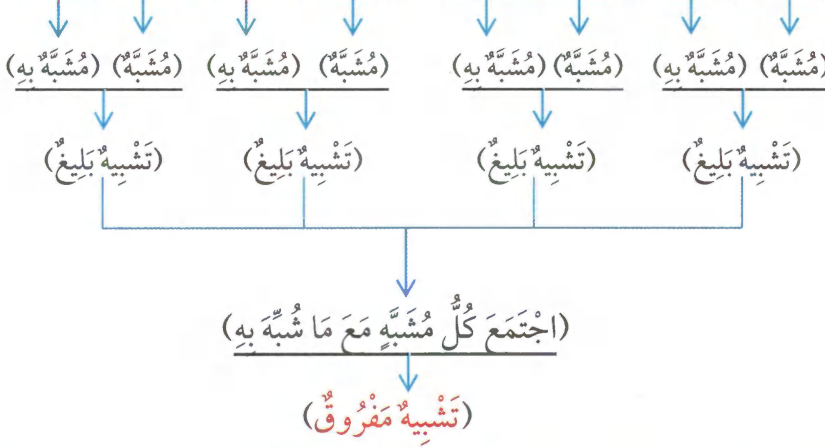 (مُشَبَّهٌ) (مُشَبَّهٌ بِهِ) (مُشَبَّهٌ) (مُشَبَّهٌ بِهِ) (مُشَبَّهٌ) (مُشَبَّهٌ بِهِ) (مُشَبَّهٌ) (مُشَبَّهٌ بِهِ)
(تَشْبِيهٌ بَلِيغٌ) (تَشْبِيهٌ بَلِيغٌ) (تَشْبِيهٌ بَلِيغٌ) (تَشْبِيهٌ بَلِيغٌ)
(اجْتَمَعَ كُلُّ مُشَبَّهٍ مَعَ مَا شُبِّهَ بِهِ)
(تَشْبِيهٌ مَفْرُوقٌ)